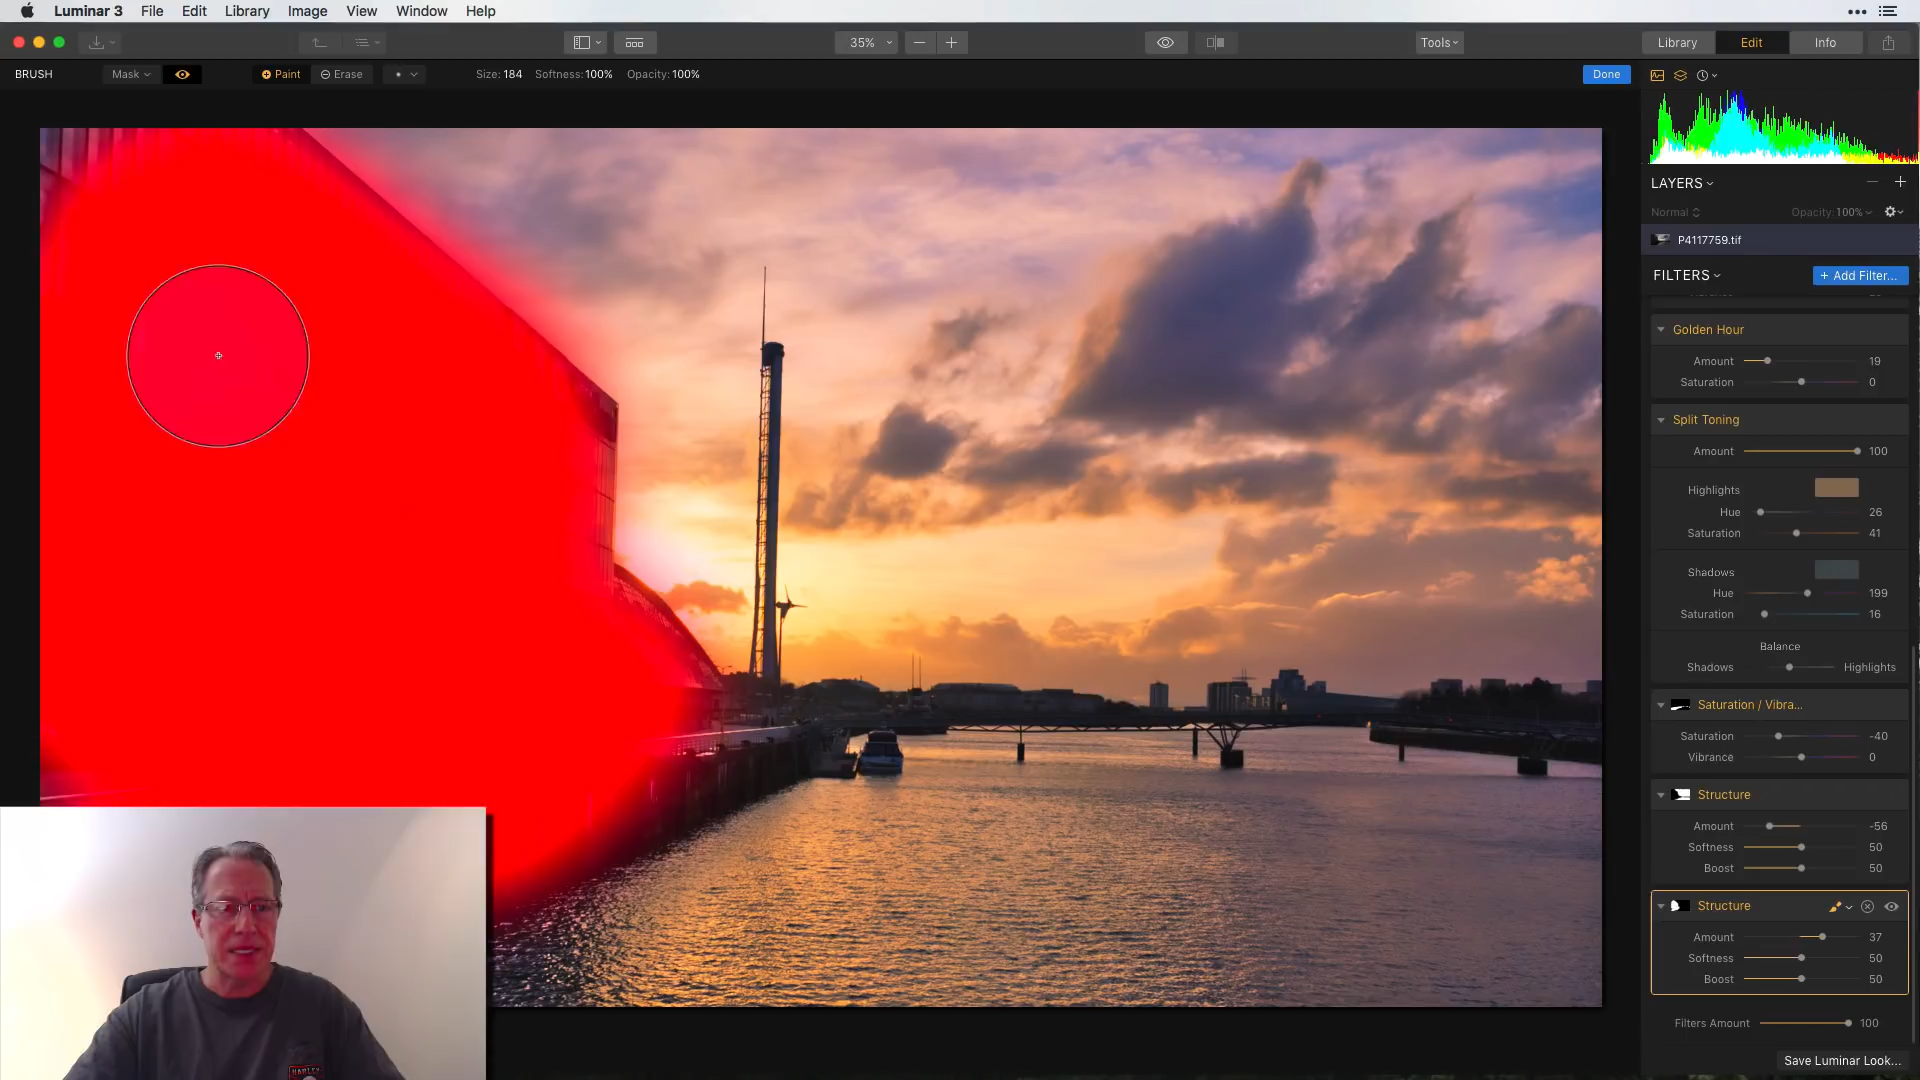 Luminar 3 File Edit Library Image View Window Help
35% Tools Library Edit Info
BRUSH Mask Paint Erase Size: 184 Softness: 100% Opacity: 100% Done
LAYERS
Normal Opacity: 100%
P4117759.tif
FILTERS + Add Filter...
Golden Hour
Amount 19
Saturation 0
Split Toning
Amount 100
Highlights
Hue 26
Saturation 41
Shadows
Hue 199
Saturation 16
Balance
Shadows Highlights
Saturation / Vibra...
Saturation -40
Vibrance 0
Structure
Amount -56
Softness 50
Boost 50
Structure
Amount 37
Softness 50
Boost 50
Filters Amount 100
Save Luminar Look...
HARLEY